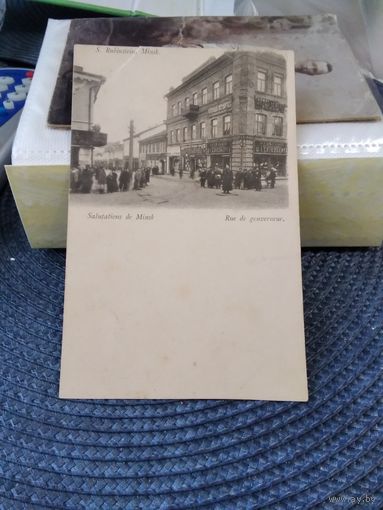 S. Rubinstein, Minsk
Salutations de Minsk
Rue de gouverneur.
www.ay.by